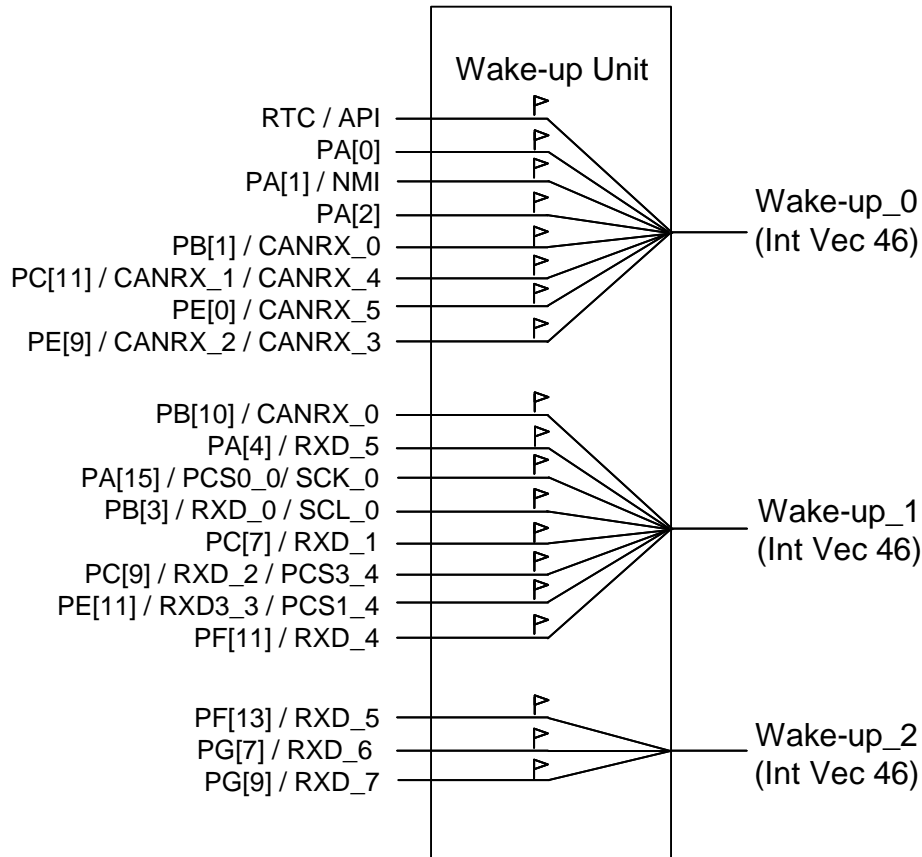 Wake-up Unit
RTC / API
PA[0]
PA[1] / NMI
PA[2]
PB[1] / CANRX_0
PC[11] / CANRX_1 / CANRX_4
PE[0] / CANRX_5
PE[9] / CANRX_2 / CANRX_3
Wake-up_0
(Int Vec 46)
PB[10] / CANRX_0
PA[4] / RXD_5
PA[15] / PCS0_0/ SCK_0
PB[3] / RXD_0 / SCL_0
PC[7] / RXD_1
PC[9] / RXD_2 / PCS3_4
PE[11] / RXD3_3 / PCS1_4
PF[11] / RXD_4
Wake-up_1
(Int Vec 46)
PF[13] / RXD_5
PG[7] / RXD_6
PG[9] / RXD_7
Wake-up_2
(Int Vec 46)